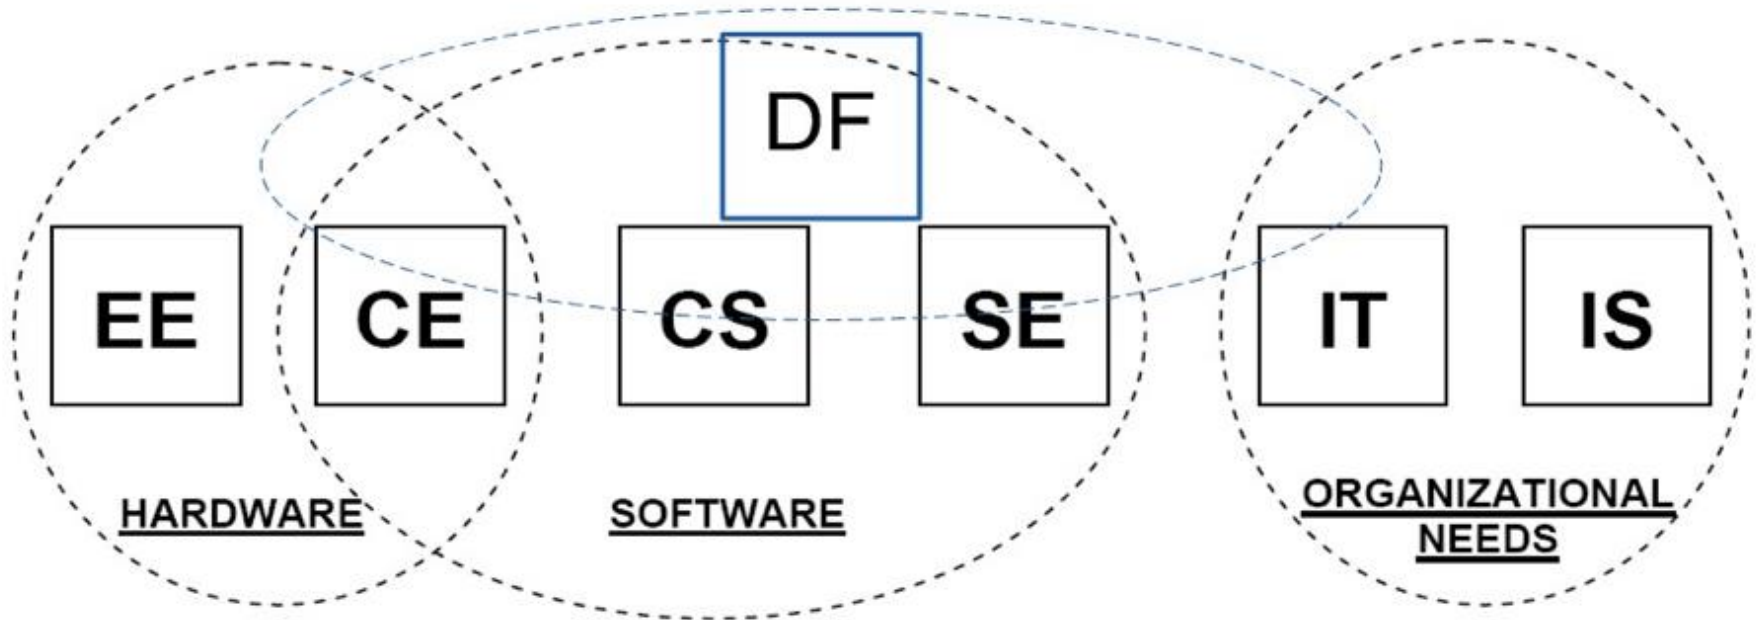 DF
EE CE CS SE IT IS
HARDWARE SOFTWARE ORGANIZATIONAL
NEEDS